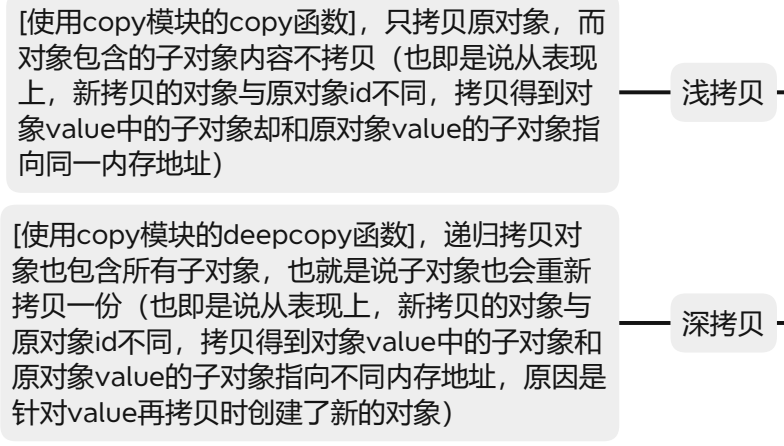 [使用copy模块的copy函数]，只拷贝原对象，而
对象包含的子对象内容不拷贝（也即是说从表现
上，新拷贝的对象与原对象id不同，拷贝得到对
象value中的子对象却和原对象value的子对象指
向同一内存地址）
浅拷贝
[使用copy模块的deepcopy函数]，递归拷贝对
象也包含所有子对象，也就是说子对象也会重新
拷贝一份（也即是说从表现上，新拷贝的对象与
原对象id不同，拷贝得到对象value中的子对象和
原对象value的子对象指向不同内存地址，原因是
针对value再拷贝时创建了新的对象）
深拷贝